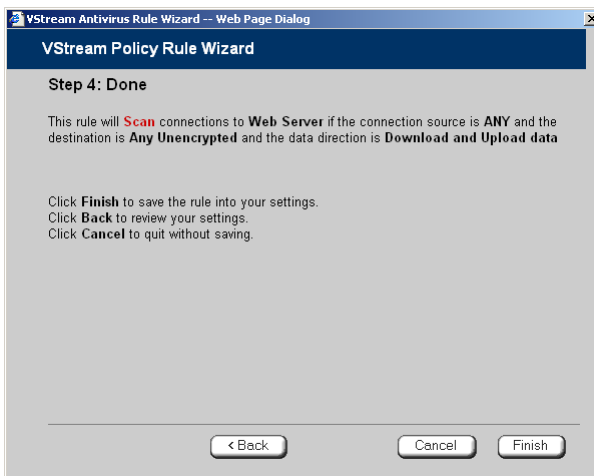 VStream Antivirus Rule Wizard -- Web Page Dialog
VStream Policy Rule Wizard
Step 4: Done
This rule will Scan connections to Web Server if the connection source is ANY and the
destination is Any Unencrypted and the data direction is Download and Upload data
Click Finish to save the rule into your settings.
Click Back to review your settings.
Click Cancel to quit without saving.
< Back Cancel Finish